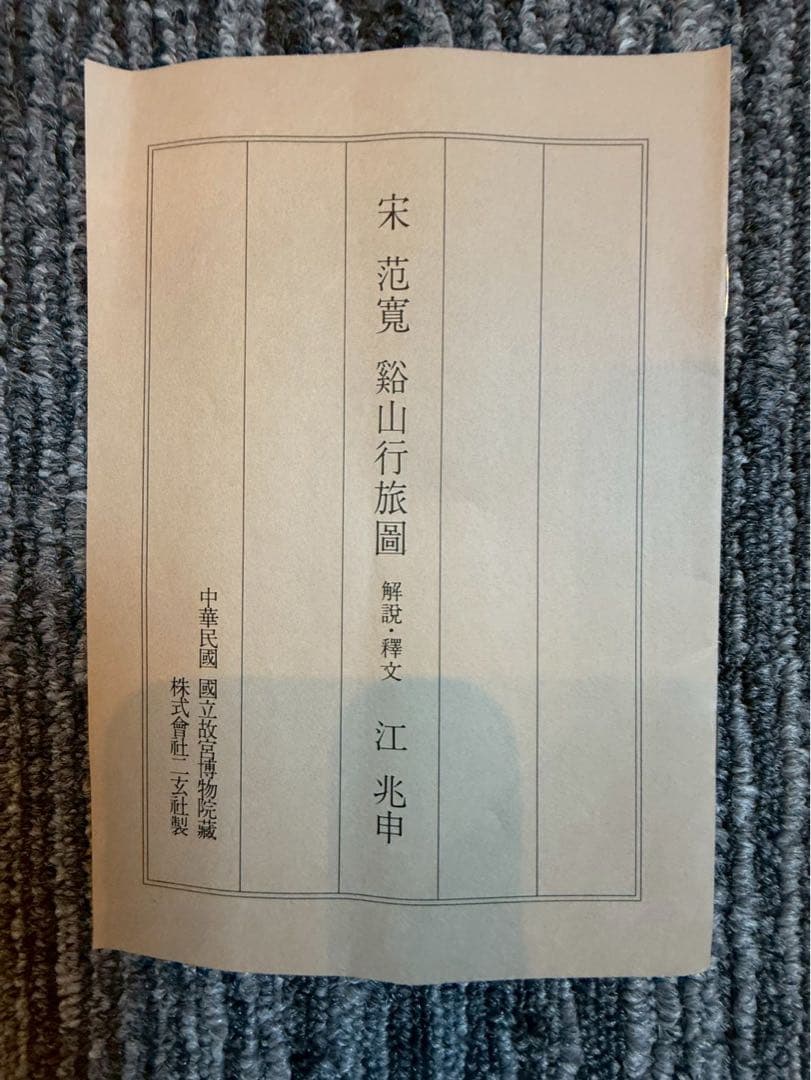 宋 范寬 谿山行旅圖 解說・釋文 江 兆申
中華民國 國立故宮博物院藏
株式會社二玄社製